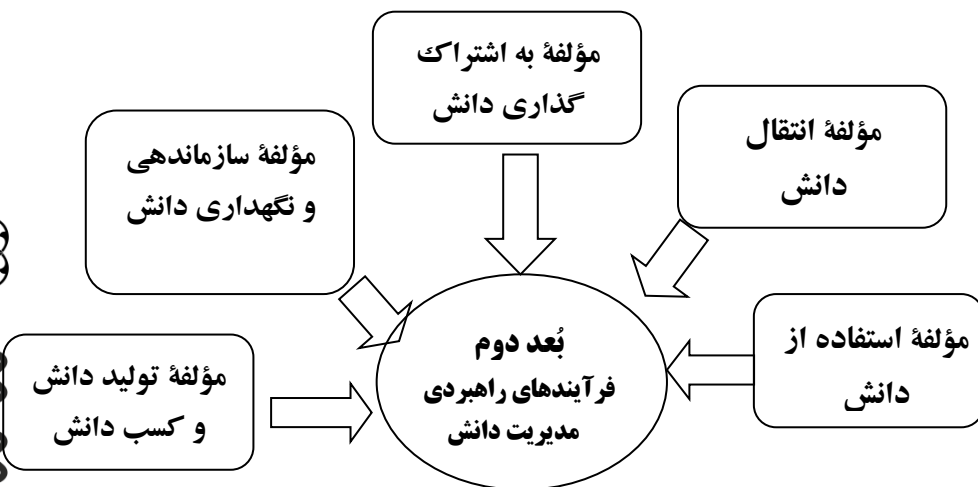 مؤلفهٔ به اشتراک
گذاری دانش
مؤلفهٔ انتقال
دانش
مؤلفهٔ سازماندهی
و نگهداری دانش
مؤلفهٔ استفاده از
دانش
بُعد دوم
فرآیندهای راهبردی
مدیریت دانش
مؤلفهٔ تولید دانش
و کسب دانش